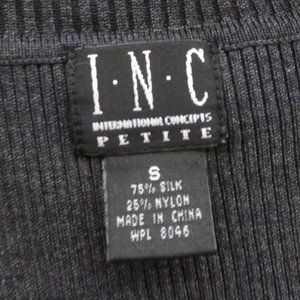 I·N·C
INTERNATIONAL CONCEPTS
PETITE
S
75% SILK
25% NYLON
MADE IN CHINA
WPL 8046